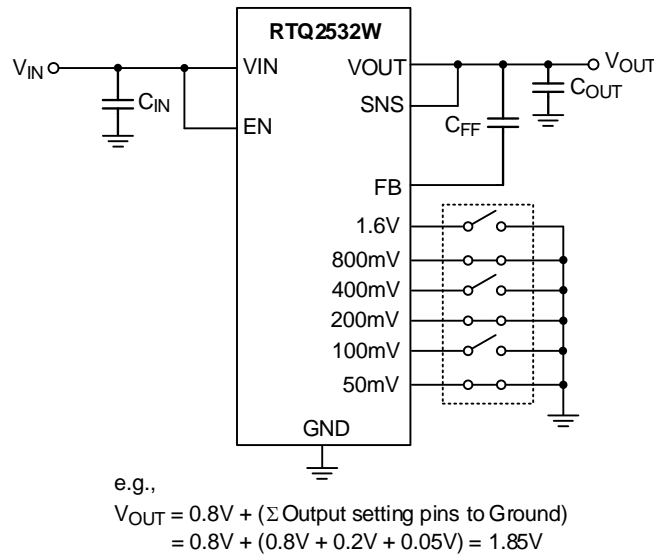 RTQ2532W
VIN
VIN
VOUT
VOUT
CIN
COUT
SNS
EN
CFF
FB
1.6V
800mV
400mV
200mV
100mV
50mV
GND
e.g.,
VOUT = 0.8V + (Σ Output setting pins to Ground)
= 0.8V + (0.8V + 0.2V + 0.05V) = 1.85V